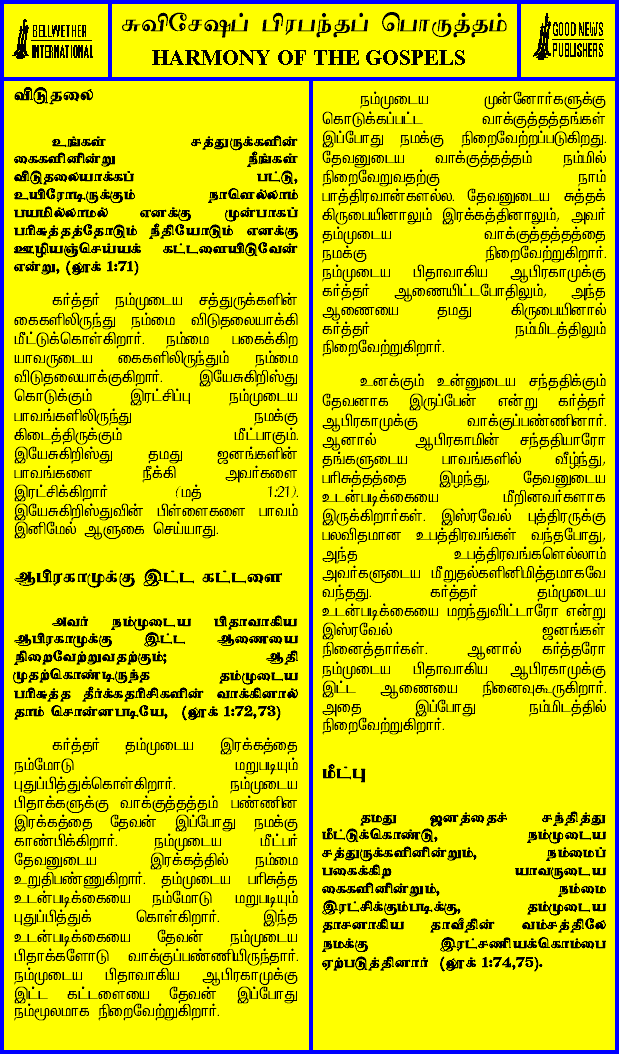 BELLWETHER
INTERNATIONAL
சுவிசேஷப் பிரபந்தப் பொருத்தம்
HARMONY OF THE GOSPELS
GOOD NEWS
PUBLISHERS
விடுதலை
உங்கள் சத்துருக்களின்
கைகளினின்று நீங்கள்
விடுதலையாக்கப் பட்டு,
உயிரோடிருக்கும் நாளெல்லாம்
பயமில்லாமல் எனக்கு முன்பாகப்
பரிசுத்தத்தோடும் நீதியோடும் எனக்கு
ஊழியஞ்செய்யக் கட்டளையிடுவேன்
என்று, (லூக் 1:71)
கர்த்தர் நம்முடைய சத்துருக்களின்
கைகளிலிருந்து நம்மை விடுதலையாக்கி
மீட்டுக்கொள்கிறார். நம்மை பகைக்கிற
யாவருடைய கைகளிலிருந்தும் நம்மை
விடுதலையாக்குகிறார். இயேசுகிறிஸ்து
கொடுக்கும் இரட்சிப்பு நம்முடைய
பாவங்களிலிருந்து நமக்கு
கிடைத்திருக்கும் மீட்பாகும்.
இயேசுகிறிஸ்து தமது ஜனங்களின்
பாவங்களை நீக்கி அவர்களை
இரட்சிக்கிறார் (மத் 1:21).
இயேசுகிறிஸ்துவின் பிள்ளைகளை பாவம்
இனிமேல் ஆளுகை செய்யாது.
ஆபிரகாமுக்கு இட்ட கட்டளை
அவர் நம்முடைய பிதாவாகிய
ஆபிரகாமுக்கு இட்ட ஆணையை
நிறைவேற்றுவதற்கும்; ஆதி
முதற்கொண்டிருந்த தம்முடைய
பரிசுத்த தீர்க்கதரிசிகளின் வாக்கினால்
தாம் சொன்னபடியே, (லூக் 1:72,73)
கர்த்தர் தம்முடைய இரக்கத்தை
நம்மோடு மறுபடியும்
புதுப்பித்துக்கொள்கிறார். நம்முடைய
பிதாக்களுக்கு வாக்குத்தத்தம் பண்ணின
இரக்கத்தை தேவன் இப்போது நமக்கு
காண்பிக்கிறார். நம்முடைய மீட்பர்
தேவனுடைய இரக்கத்தில் நம்மை
உறுதிபண்ணுகிறார். தம்முடைய பரிசுத்த
உடன்படிக்கையை நம்மோடு மறுபடியும்
புதுப்பித்துக் கொள்கிறார். இந்த
உடன்படிக்கையை தேவன் நம்முடைய
பிதாக்களோடு வாக்குப்பண்ணியிருந்தார்.
நம்முடைய பிதாவாகிய ஆபிரகாமுக்கு
இட்ட கட்டளையை தேவன் இப்போது
நம்மூலமாக நிறைவேற்றுகிறார்.
நம்முடைய முன்னோர்களுக்கு
கொடுக்கப்பட்ட வாக்குத்தத்தங்கள்
இப்போது நமக்கு நிறைவேற்றப்படுகிறது.
தேவனுடைய வாக்குத்தத்தம் நம்மில்
நிறைவேறுவதற்கு நாம்
பாத்திரவான்களல்ல. தேவனுடைய சுத்தக்
கிருபையினாலும் இரக்கத்தினாலும், அவர்
தம்முடைய வாக்குத்தத்தத்தை
நமக்கு நிறைவேற்றுகிறார்.
நம்முடைய பிதாவாகிய ஆபிரகாமுக்கு
கர்த்தர் ஆணையிட்டபோதிலும், அந்த
ஆணையை தமது கிருபையினால்
கர்த்தர் நம்மிடத்திலும்
நிறைவேற்றுகிறார்.
உனக்கும் உன்னுடைய சந்ததிக்கும்
தேவனாக இருப்பேன் என்று கர்த்தர்
ஆபிரகாமுக்கு வாக்குப்பண்ணினார்.
ஆனால் ஆபிரகாமின் சந்ததியாரோ
தங்களுடைய பாவங்களில் வீழ்ந்து,
பரிசுத்தத்தை இழந்து, தேவனுடைய
உடன்படிக்கையை மீறினவர்களாக
இருக்கிறார்கள். இஸ்ரவேல் புத்திரருக்கு
பலவிதமான உபத்திரவங்கள் வந்தபோது,
அந்த உபத்திரவங்களெல்லாம்
அவர்களுடைய மீறுதல்களினிமித்தமாகவே
வந்தது. கர்த்தர் தம்முடைய
உடன்படிக்கையை மறந்துவிட்டாரோ என்று
இஸ்ரவேல் ஜனங்கள்
நினைத்தார்கள். ஆனால் கர்த்தரோ
நம்முடைய பிதாவாகிய ஆபிரகாமுக்கு
இட்ட ஆணையை நினைவுகூருகிறார்.
அதை இப்போது நம்மிடத்தில்
நிறைவேற்றுகிறார்.
மீட்பு
தமது ஜனத்தைச் சந்தித்து
மீட்டுக்கொண்டு, நம்முடைய
சத்துருக்களினின்றும், நம்மைப்
பகைக்கிற யாவருடைய
கைகளினின்றும், நம்மை
இரட்சிக்கும்படிக்கு, தம்முடைய
தாசனாகிய தாவீதின் வம்சத்திலே
நமக்கு இரட்சணியக்கொம்பை
ஏற்படுத்தினார் (லூக் 1:74,75).